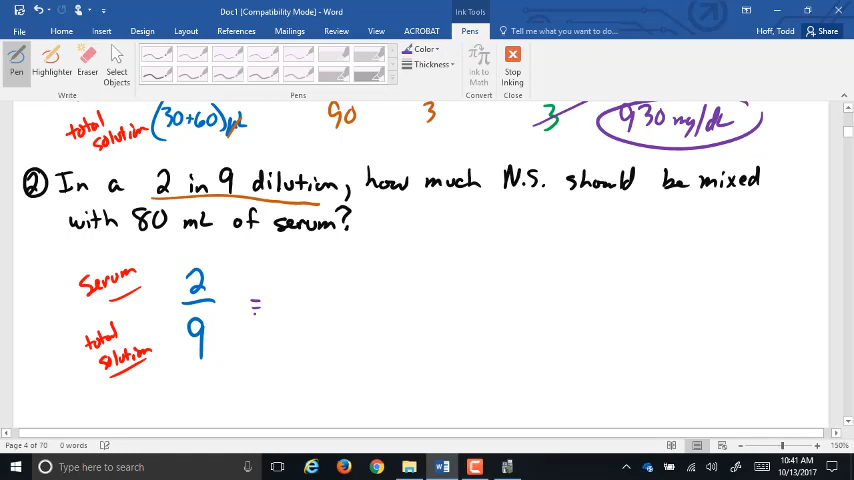 Doc1 [Compatibility Mode] - Word
Ink Tools
Hoff, Todd
File Home Insert Design Layout References Mailings Review View ACROBAT Pens Tell me what you want to do... Share
Pen Highlighter Eraser Select Objects
Color
Thickness
Ink to Math
Stop Inking
Write Pens Convert Close
total solution (30+60) 90 3 3 930 mg/dL
② In a 2 in 9 dilution, how much N.S. should be mixed
with 80 mL of serum?
serum 2
=
total solution 9
Page 4 of 70 0 words 150%
Type here to search
10:41 AM
10/13/2017